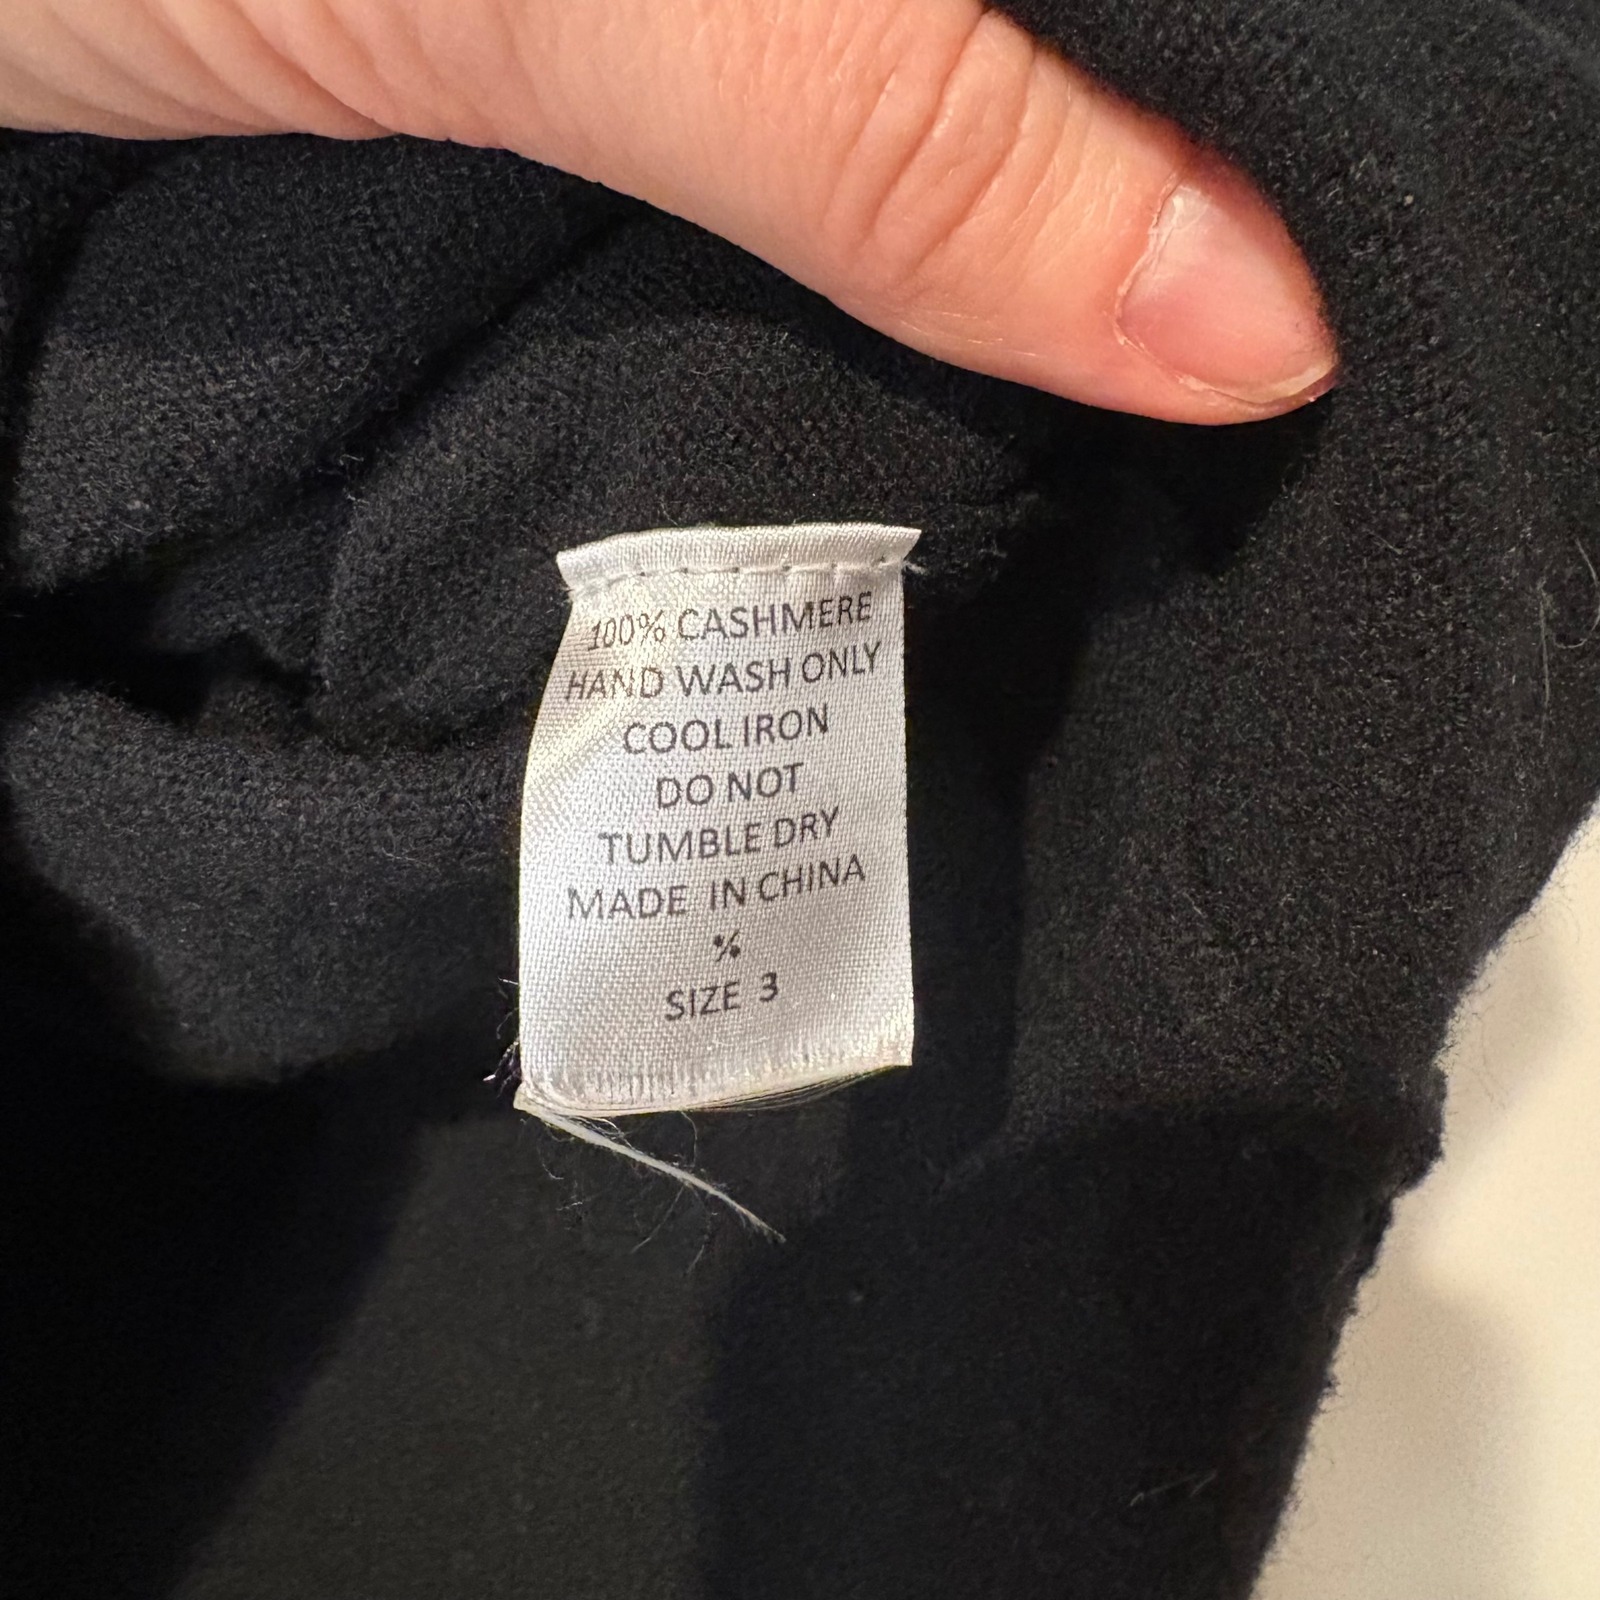 100% CASHMERE
HAND WASH ONLY
COOL IRON
DO NOT
TUMBLE DRY
MADE IN CHINA
%
SIZE 3